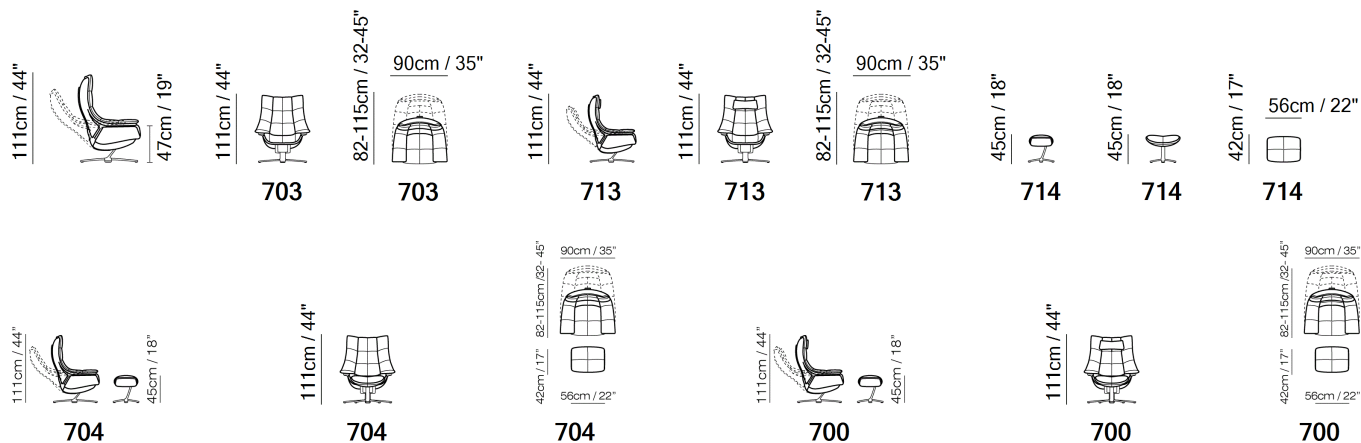 111cm / 44"
47cm / 19"
111cm / 44"
703
82-115cm / 32-45"
90cm / 35"
703
111cm / 44"
713
111cm / 44"
713
82-115cm / 32-45"
90cm / 35"
713
45cm / 18"
714
45cm / 18"
714
42cm / 17"
56cm / 22"
714
111cm / 44"
45cm / 18"
704
111cm / 44"
704
90cm / 35"
82-115cm /32- 45"
42cm / 17"
56cm / 22"
704
111cm / 44"
45cm / 18"
700
111cm / 44"
700
90cm / 35"
82-115cm /32- 45"
42cm / 17"
56cm / 22"
700